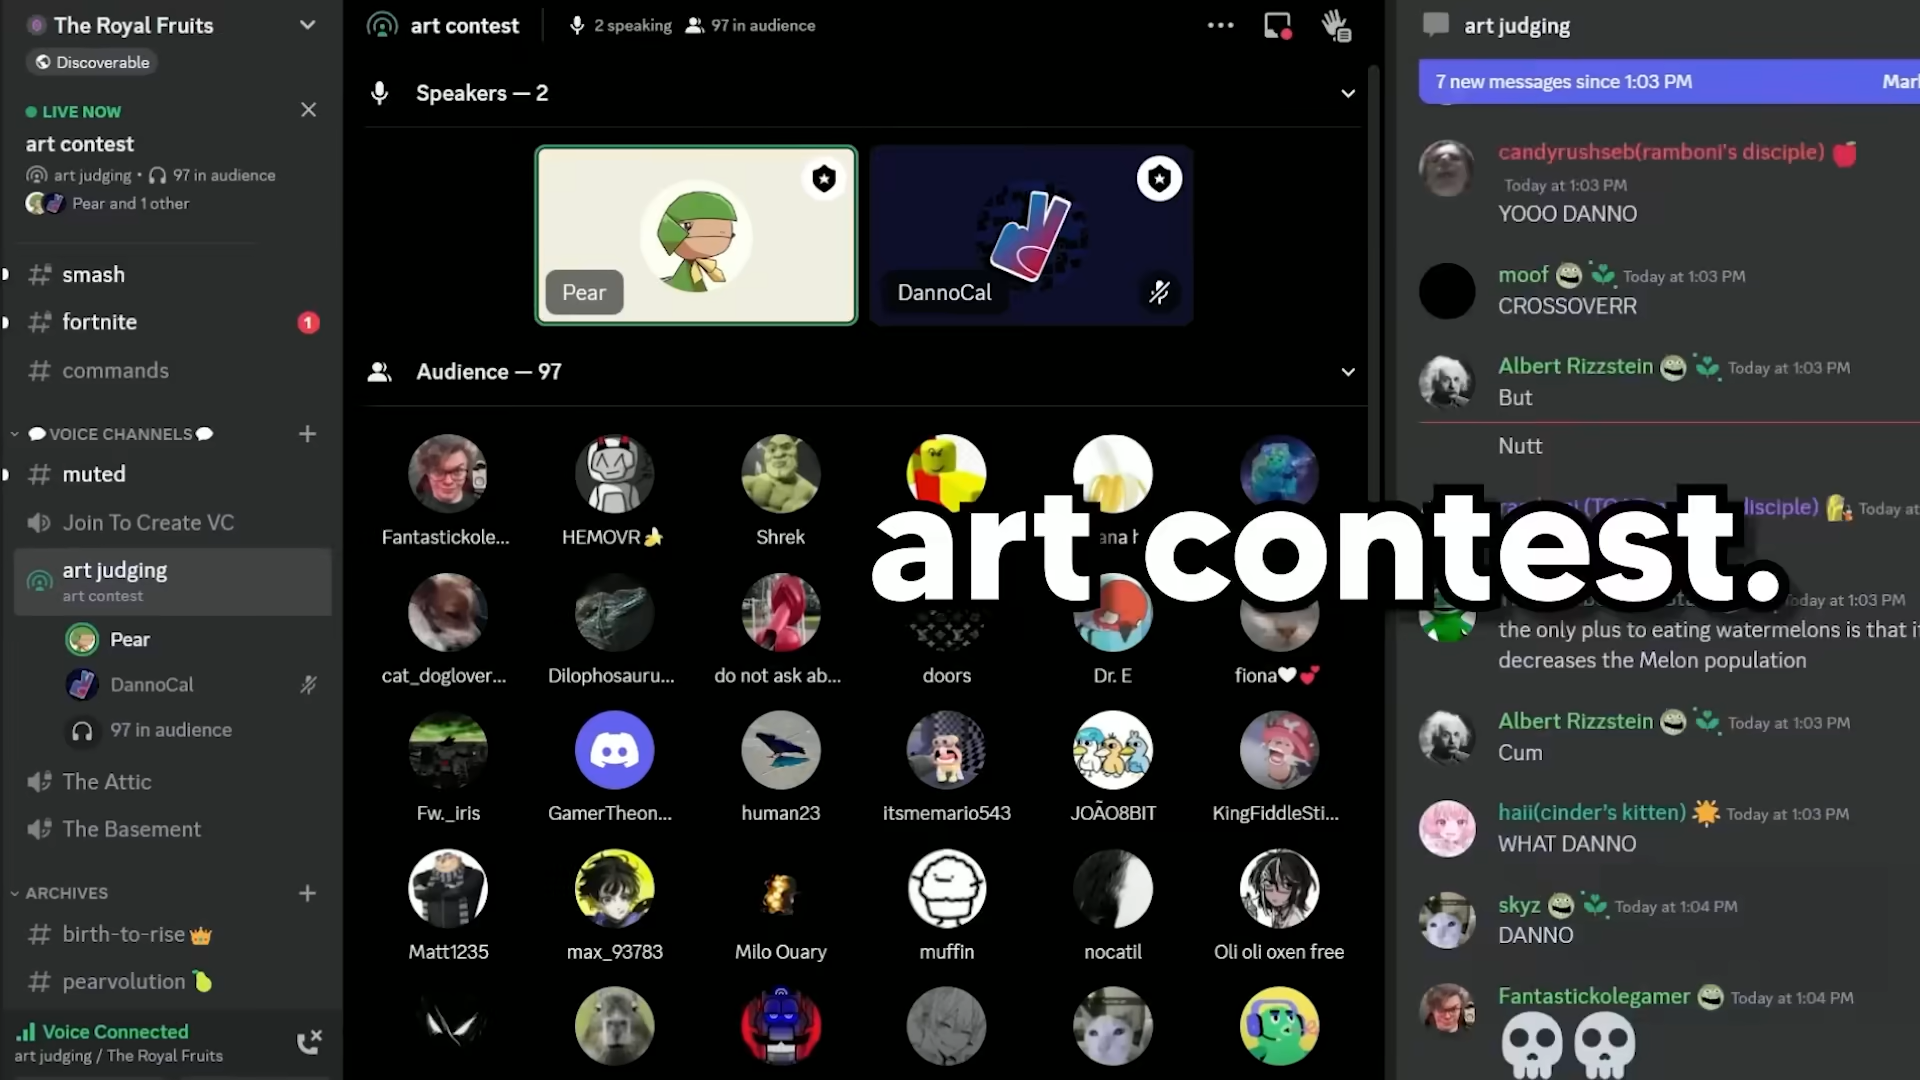 The Royal Fruits
Discoverable
LIVE NOW
art contest
art judging • 97 in audience
Pear and 1 other
smash
fortnite
1
commands
VOICE CHANNELS
muted
Join To Create VC
art judging
art contest
Pear
DannoCal
97 in audience
The Attic
The Basement
ARCHIVES
birth-to-rise
pearvolution
Voice Connected
art judging / The Royal Fruits
art contest
2 speaking
97 in audience
Speakers — 2
Pear
DannoCal
Audience — 97
Fantastickole...
HEMOVR
Shrek
art contest.
cat_doglover...
Dilophosauru...
do not ask ab...
doors
Dr. E
fiona
Fw._iris
GamerTheon...
human23
itsmemario543
JOÃO8BIT
KingFiddleSti...
Matt1235
max_93783
Milo Ouary
muffin
nocatil
Oli oli oxen free
art judging
7 new messages since 1:03 PM
candyrushseb(ramboni's disciple)
Today at 1:03 PM
YOOO DANNO
moof Today at 1:03 PM
CROSSOVERR
Albert Rizzstein Today at 1:03 PM
But
Nutt
disciple) Today at
at 1:03 PM
the only plus to eating watermelons is that
decreases the Melon population
Albert Rizzstein Today at 1:03 PM
Cum
haii(cinder's kitten) Today at 1:03 PM
WHAT DANNO
skyz Today at 1:04 PM
DANNO
Fantastickolegamer Today at 1:04 PM